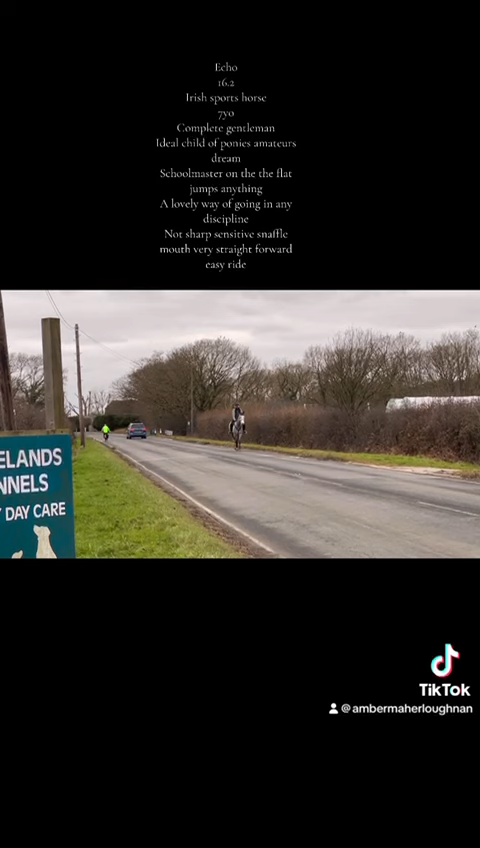 Echo
16.2
Irish sports horse
7yo
Complete gentleman
Ideal child of ponies amateurs
dream
Schoolmaster on the the flat
jumps anything
A lovely way of going in any
discipline
Not sharp sensitive snaffle
mouth very straight forward
easy ride
ELANDS
NNELS
DAY CARE
TikTok
@ambermaherloughnan